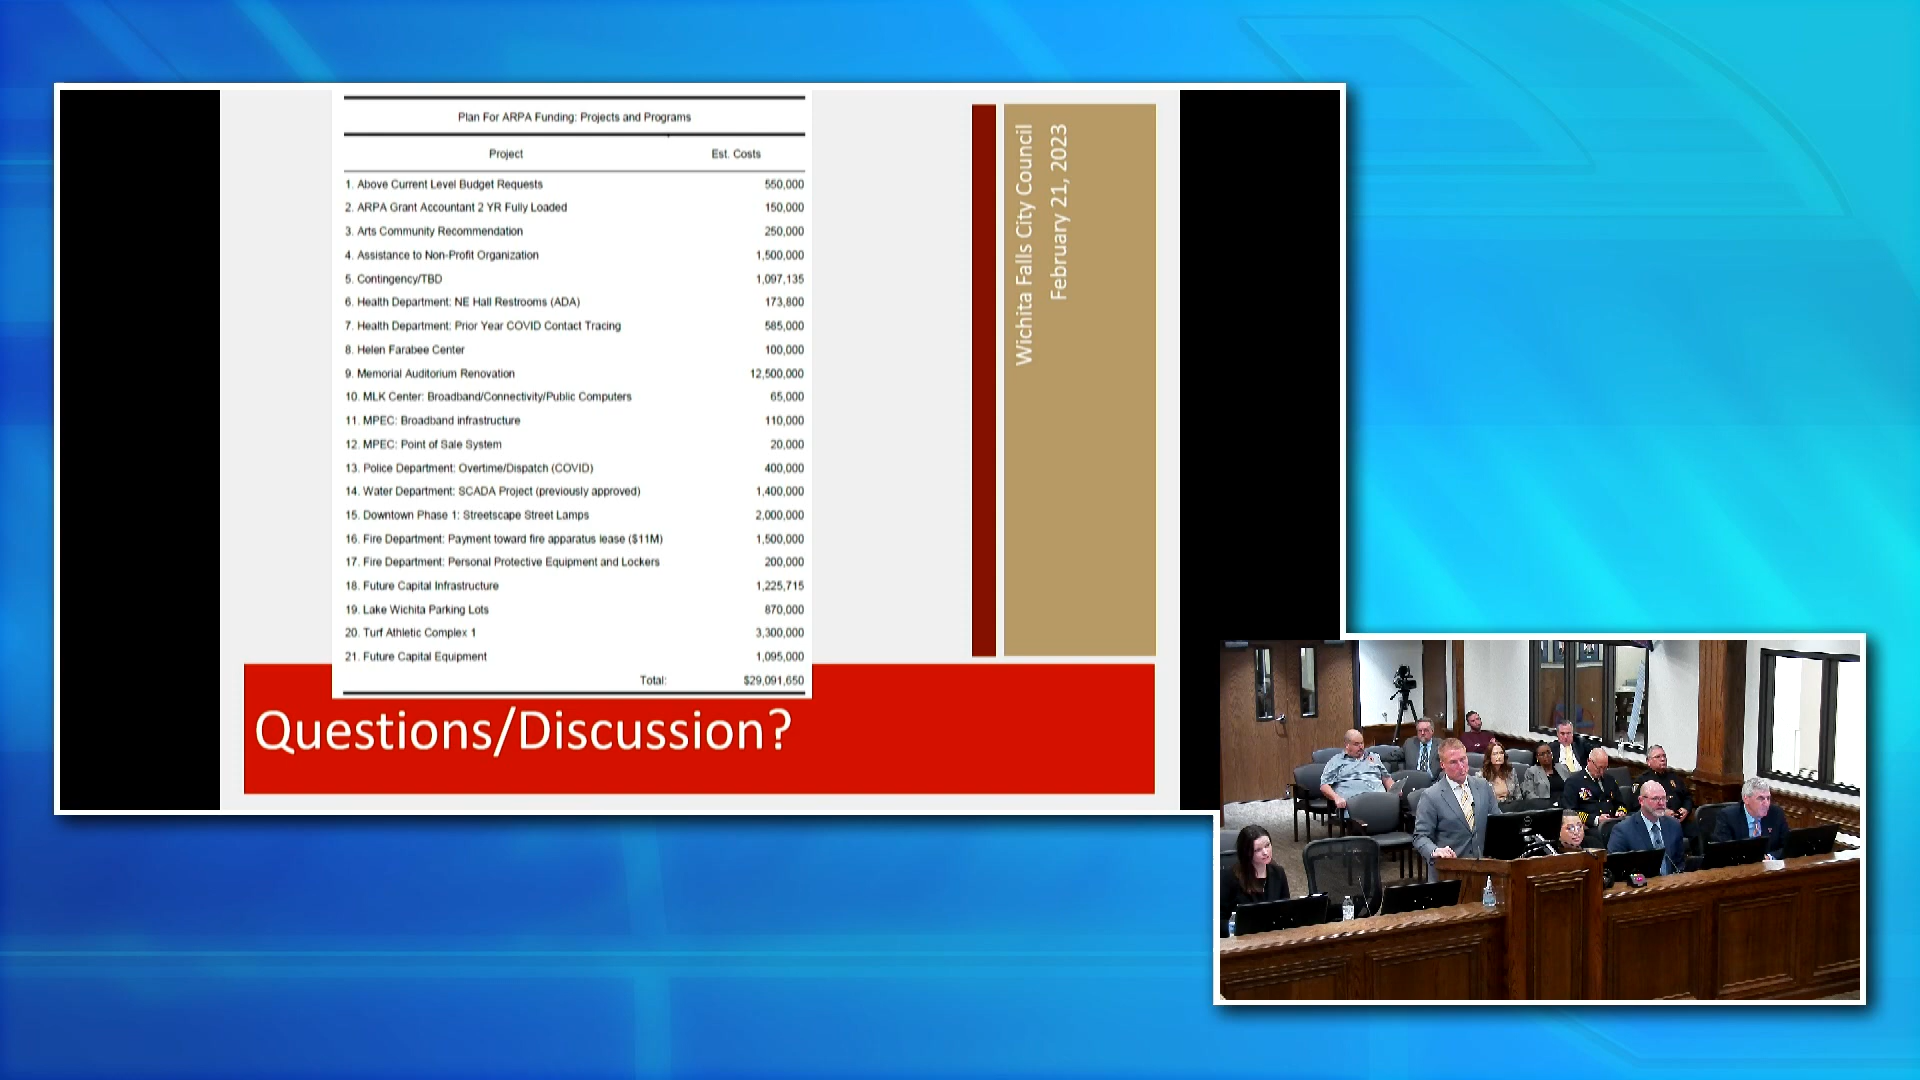 Plan For ARPA Funding: Projects and Programs
Project Est. Costs
1. Above Current Level Budget Requests 550,000
2. ARPA Grant Accountant 2 YR Fully Loaded 150,000
3. Arts Community Recommendation 250,000
4. Assistance to Non-Profit Organization 1,500,000
5. Contingency/TBD 1,097,135
6. Health Department: NE Hall Restrooms (ADA) 173,800
7. Health Department: Prior Year COVID Contact Tracing 585,000
8. Helen Farabee Center 100,000
9. Memorial Auditorium Renovation 12,500,000
10. MLK Center: Broadband/Connectivity/Public Computers 65,000
11. MPEC: Broadband infrastructure 110,000
12. MPEC: Point of Sale System 20,000
13. Police Department: Overtime/Dispatch (COVID) 400,000
14. Water Department: SCADA Project (previously approved) 1,400,000
15. Downtown Phase 1: Streetscape Street Lamps 2,000,000
16. Fire Department: Payment toward fire apparatus lease ($11M) 1,500,000
17. Fire Department: Personal Protective Equipment and Lockers 200,000
18. Future Capital Infrastructure 1,225,715
19. Lake Wichita Parking Lots 870,000
20. Turf Athletic Complex 1 3,300,000
21. Future Capital Equipment 1,095,000
Total: $29,091,650
Wichita Falls City Council
February 21, 2023
Questions/Discussion?